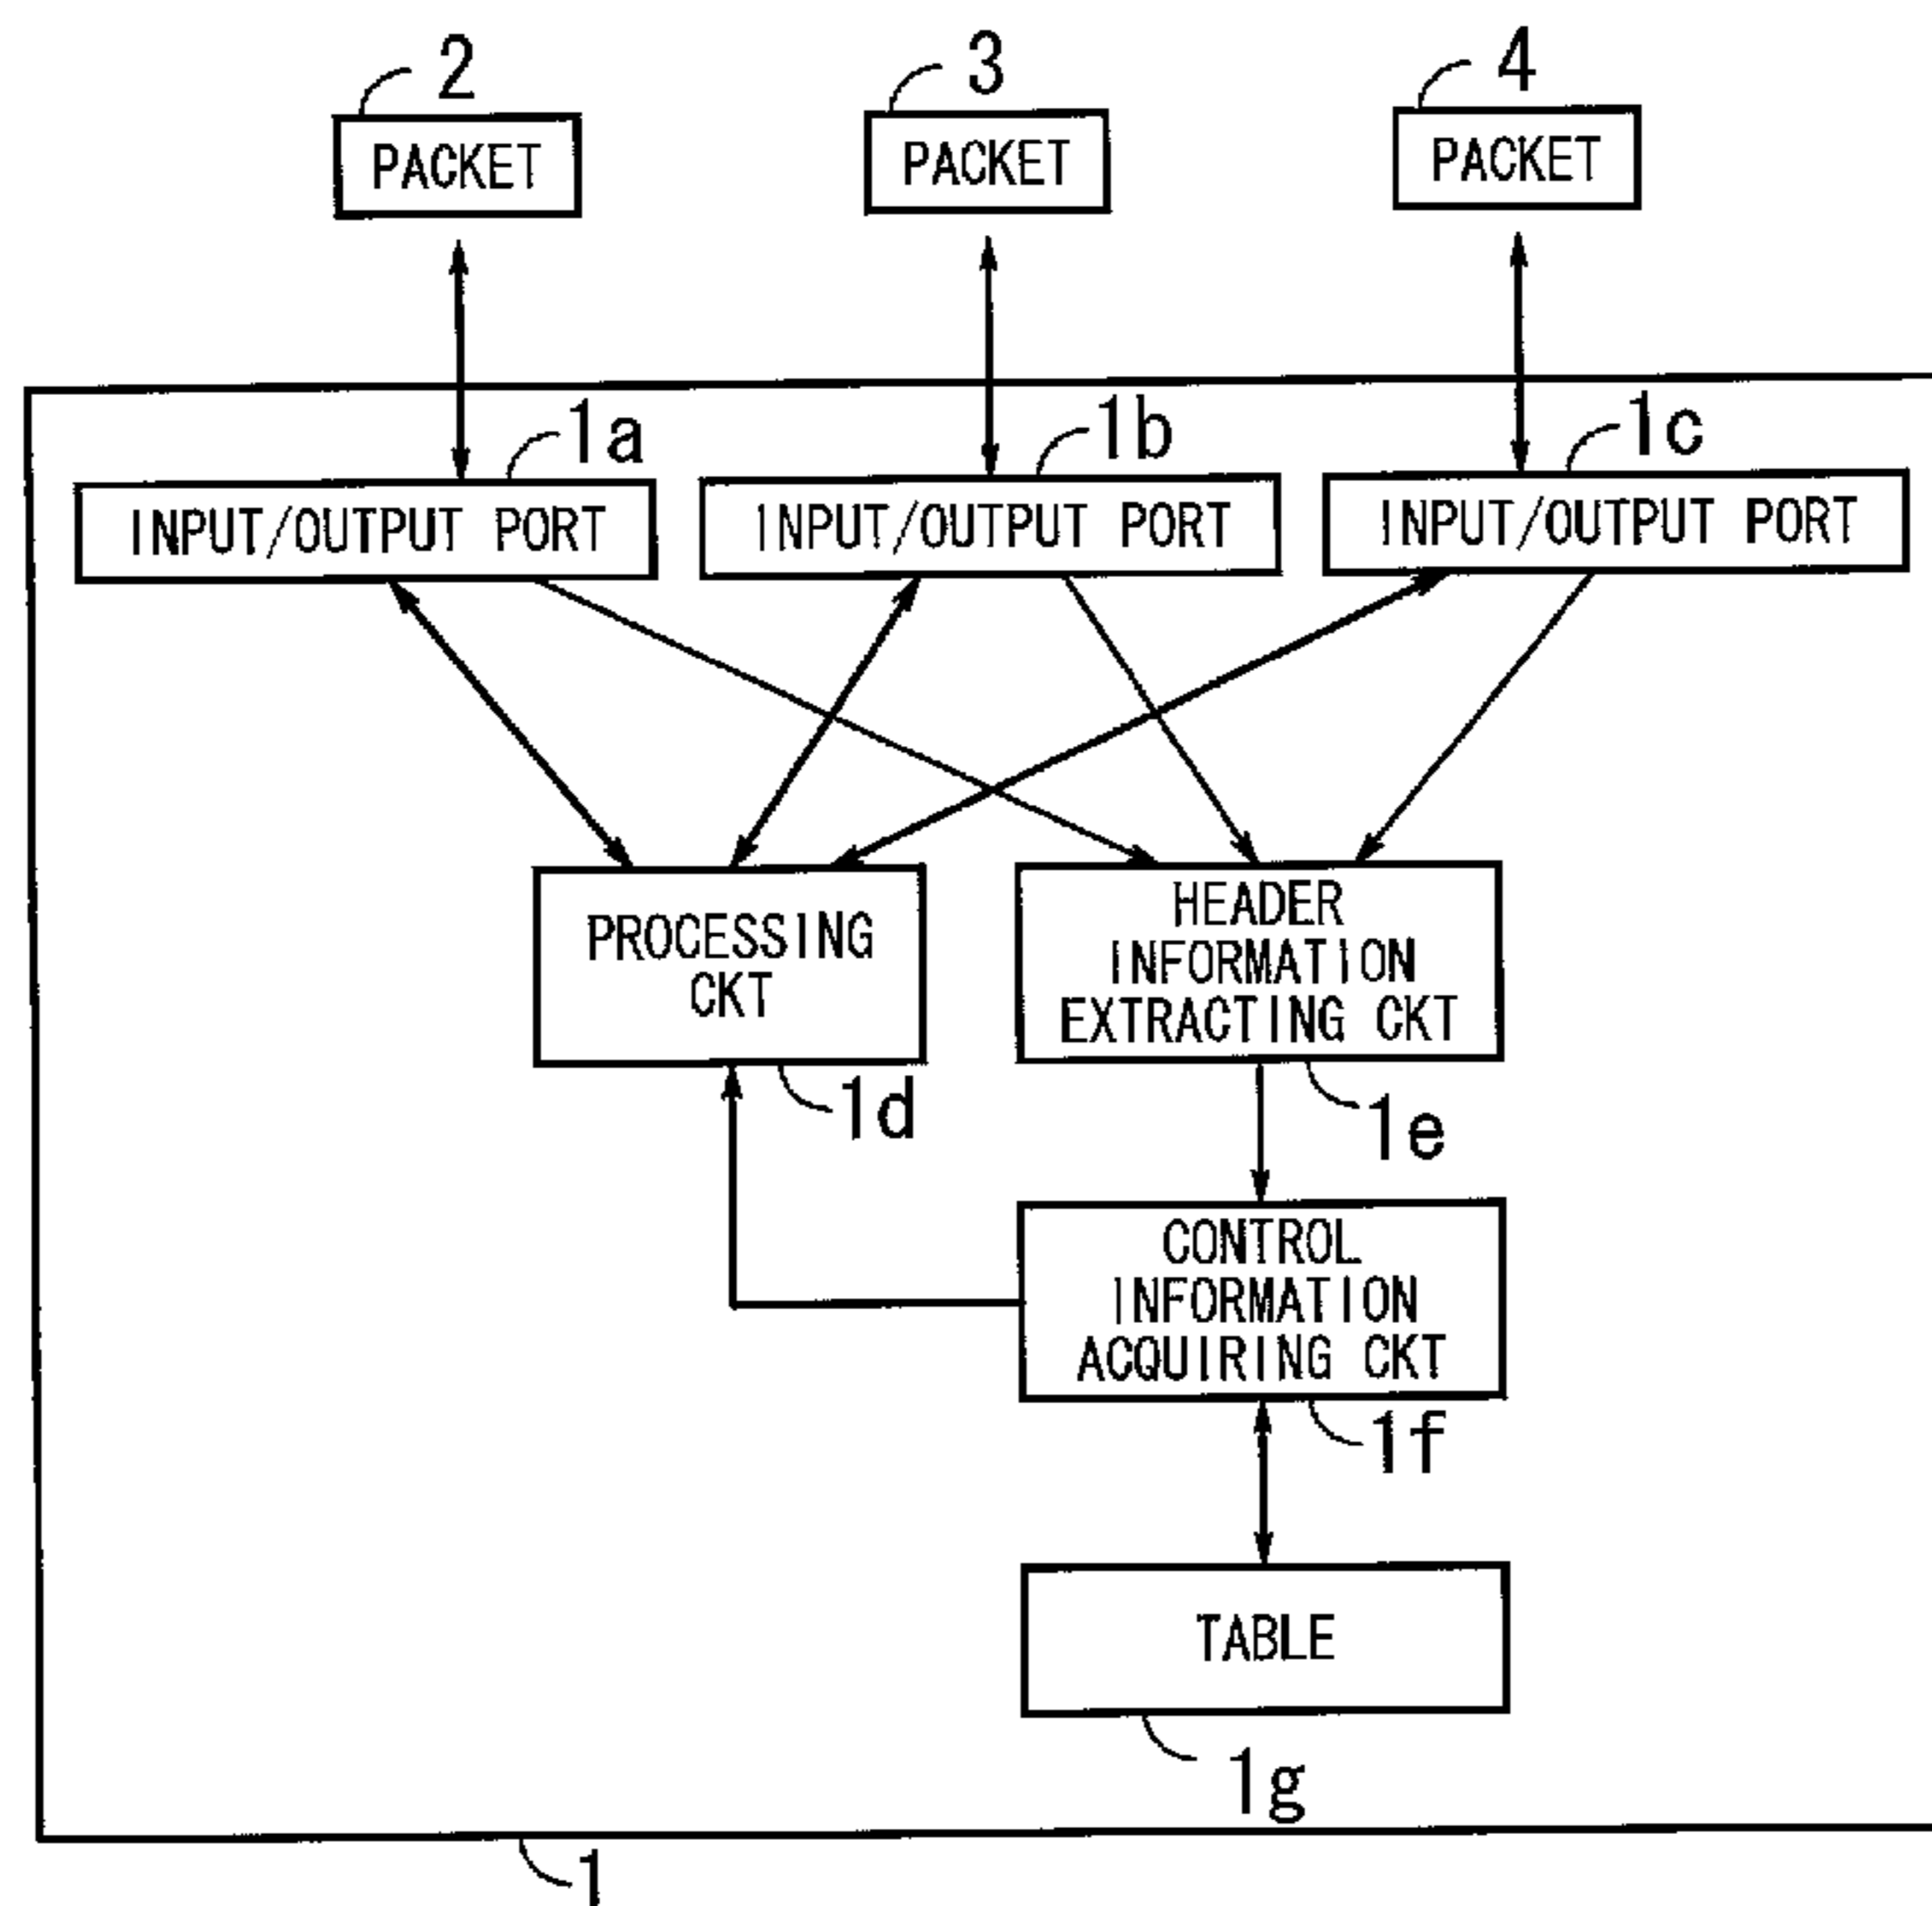 2
3
4
PACKET
PACKET
PACKET
1a
1b
1c
INPUT/OUTPUT PORT
INPUT/OUTPUT PORT
INPUT/OUTPUT PORT
PROCESSING
CKT
HEADER
INFORMATION
EXTRACTING CKT
1d
1e
CONTROL
INFORMATION
ACQUIRING CKT
1f
TABLE
1g
1